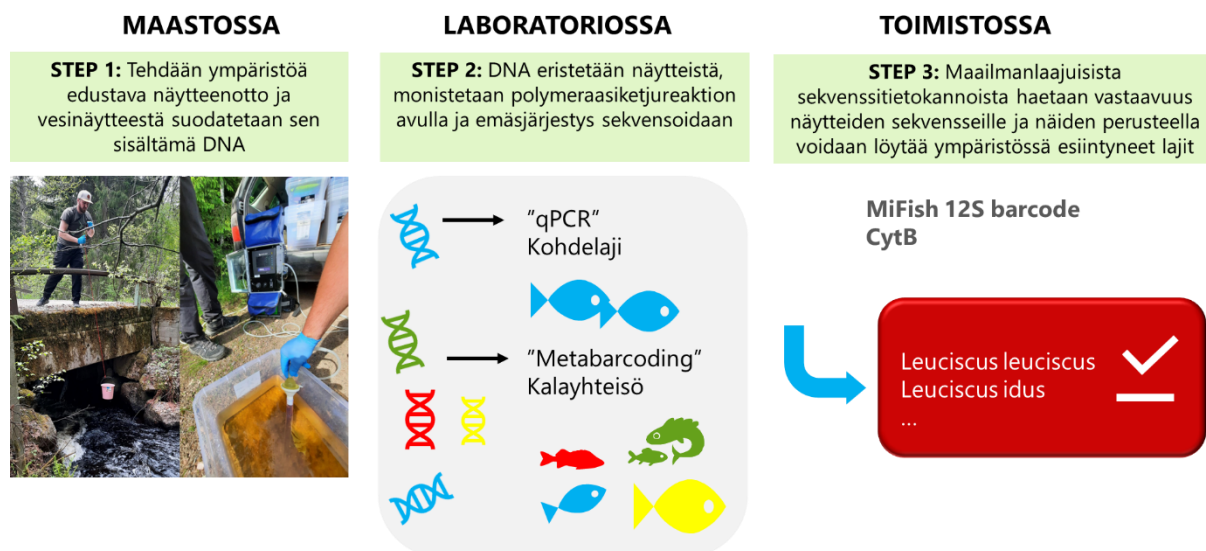 MAASTOSSA
STEP 1: Tehdään ympäristöä
edustava näytteenotto ja
vesinäytteestä suodatetaan sen
sisältämä DNA
LABORATORIOSSA
STEP 2: DNA eristetään näytteistä,
monistetaan polymeraasiketjureaktion
avulla ja emäsjärjestys sekvensoidaan
"qPCR"
Kohdelaji
"Metabarcoding"
Kalayhteisö
TOIMISTOSSA
STEP 3: Maailmanlaajuisista
sekvenssitietokannoista haetaan vastaavuus
näytteiden sekvensseille ja näiden perusteella
voidaan löytää ympäristössä esiintyneet lajit
MiFish 12S barcode
CytB
Leuciscus leuciscus
Leuciscus idus
...